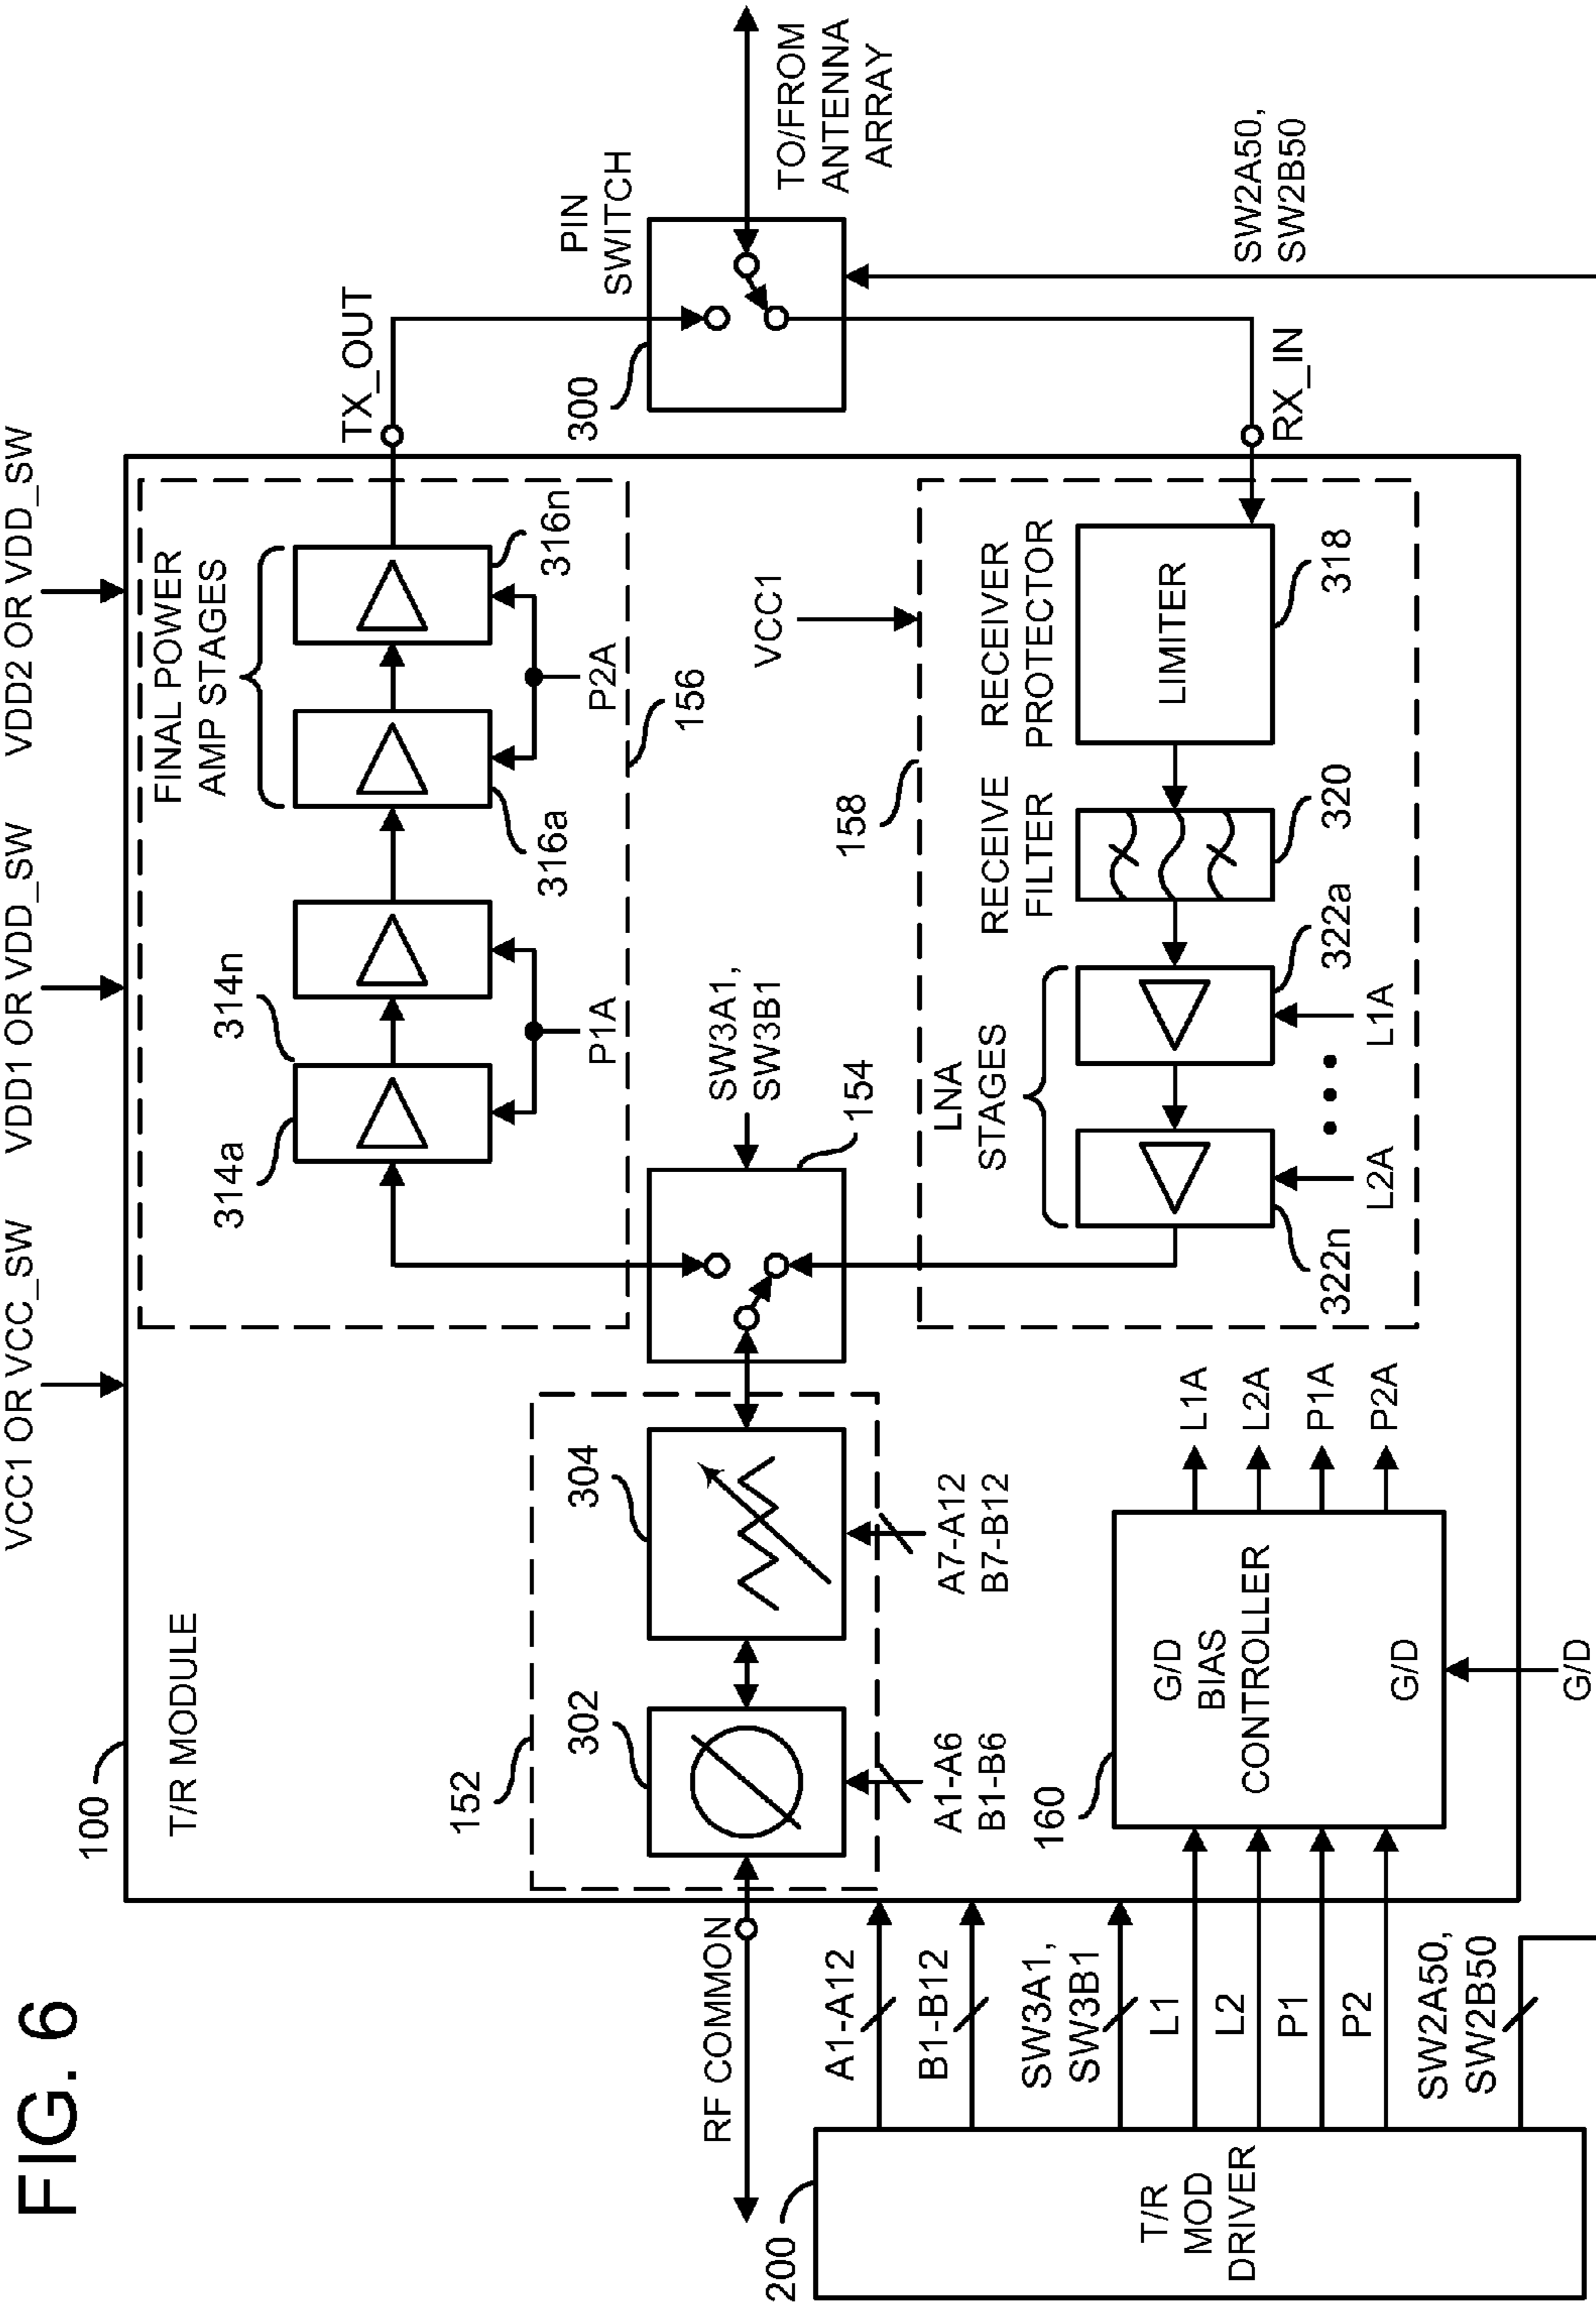 FIG. 6
VCC1 OR VCC_SW
VDD1 OR VDD_SW
VDD2 OR VDD_SW
100
T/R MODULE
FINAL POWER
AMP STAGES
314a
314n
316a
316n
P1A
P2A
156
TX_OUT
152
302
304
A1-A6
B1-B6
A7-A12
B7-B12
SW3A1,
SW3B1
154
300
PIN
SWITCH
TO/FROM
ANTENNA
ARRAY
RF COMMON
158
VCC1
LNA
STAGES
RECEIVE
FILTER
RECEIVER
PROTECTOR
LIMITER
322n
322a
320
318
L2A
L1A
RX_IN
SW2A50,
SW2B50
160
G/D
BIAS
CONTROLLER
G/D
G/D
L1A
L2A
P1A
P2A
200
T/R
MOD
DRIVER
A1-A12
B1-B12
SW3A1,
SW3B1
L1
L2
P1
P2
SW2A50,
SW2B50